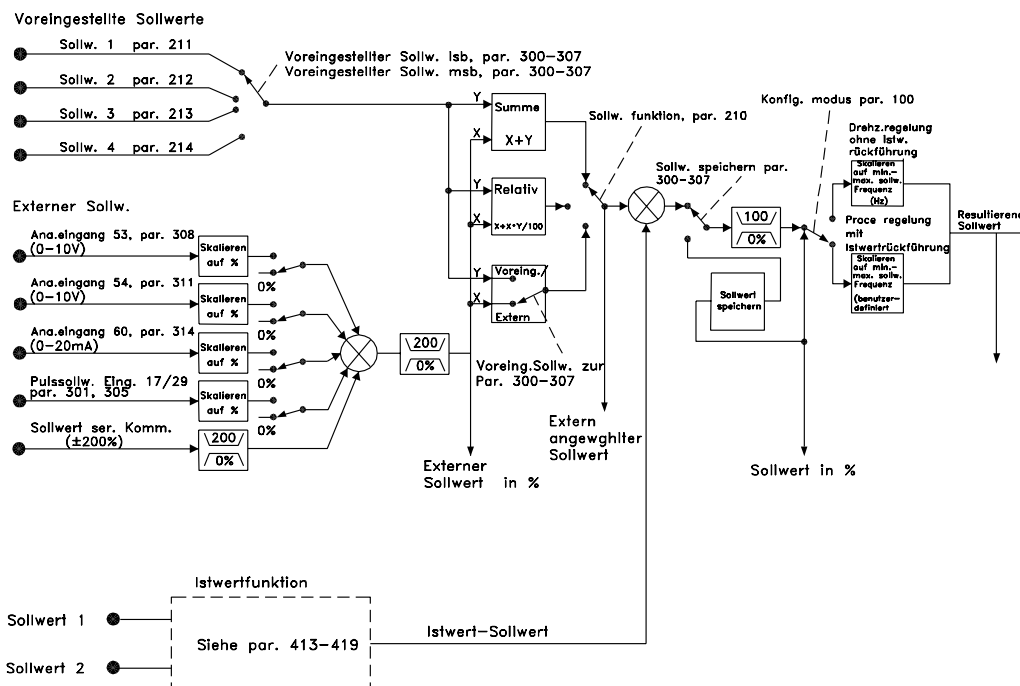 Voreingestellte Sollwerte
Sollw. 1 par. 211
Sollw. 2 par. 212
Sollw. 3 par. 213
Sollw. 4 par. 214
Voreingestellter Sollw. lsb, par. 300-307
Voreingestellter Sollw. msb, par. 300-307
Y
Summe
X
X+Y
Y
Relativ
X
X+X*Y/100
Y
Voreing./
X
Extern
Sollw. funktion, par. 210
Voreing.Sollw. zur
Par. 300-307
Extern
angewghlter
Sollwert
Externer Sollw.
Ana.eingang 53, par. 308
(0-10V)
Skalieren
auf %
0%
Ana.eingang 54, par. 311
(0-10V)
Skalieren
auf %
0%
Ana.eingang 60, par. 314
(0-20mA)
Skalieren
auf %
0%
Pulssollw. Eing. 17/29
par. 301, 305
Skalieren
auf %
0%
Sollwert ser. Komm.
(±200%)
200
0%
200
0%
Externer
Sollwert in %
Sollw. speichern par.
300-307
100
0%
Sollwert
speichern
Sollwert in %
Konfig. modus par. 100
Drehz.regelung
ohne Istw.
rückführung
Skalieren
auf min.-
max. sollw.
Frequenz
(Hz)
Proce regelung
mit
Istwertrückführung
Skalieren
auf min.-
max. sollw.
Frequenz
(benutzer-
definiert
Resultierend
Sollwert
Istwertfunktion
Sollwert 1
Siehe par. 413-419
Istwert-Sollwert
Sollwert 2